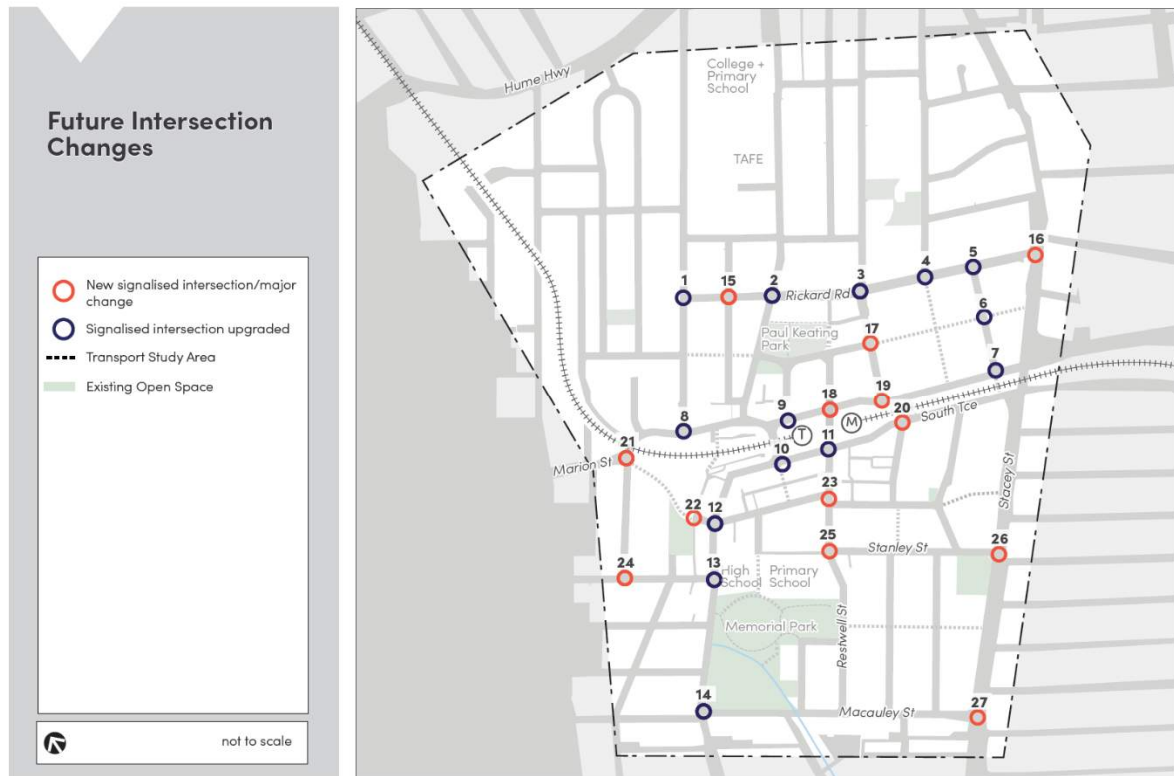 Future Intersection
Changes
New signalised intersection/major
change
Signalised intersection upgraded
Transport Study Area
Existing Open Space
not to scale
Hume Hwy
College +
Primary
School
TAFE
16
5
4
3
2
15
1
Rickard Rd
6
Paul Keating
Park
17
7
19
18
9
8
20
South Tce
M
T
11
10
21
Marion St
23
Stacey St
22
12
25
Stanley St
26
24
13
High
School
Primary
School
Memorial Park
Restwell St
14
Macauley St
27